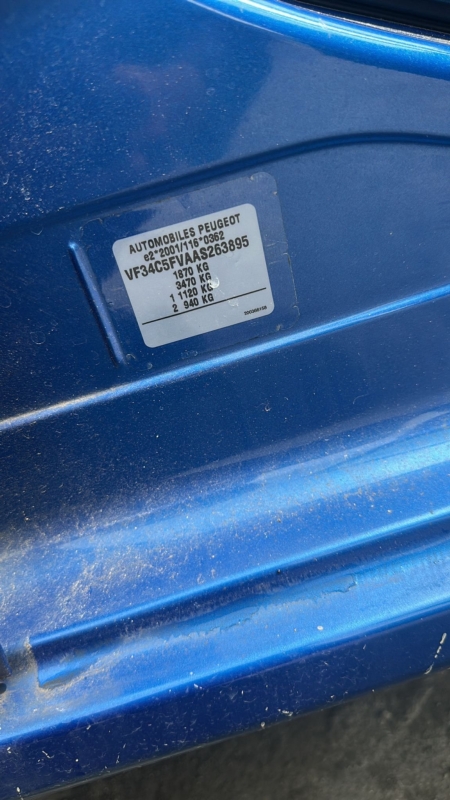 AUTOMOBILES PEUGEOT
e2*2001/116*0362
VF34C5FVAAS263895
1870 KG
3470 KG
1 1120 KG
2 940 KG